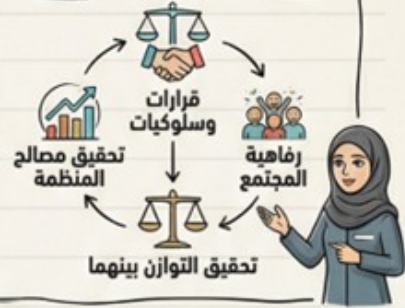 قرارات
وسلوكيات
رفاهية
المجتمع
تحقيق مصالح
المنظمة
تحقيق التوازن بينهما